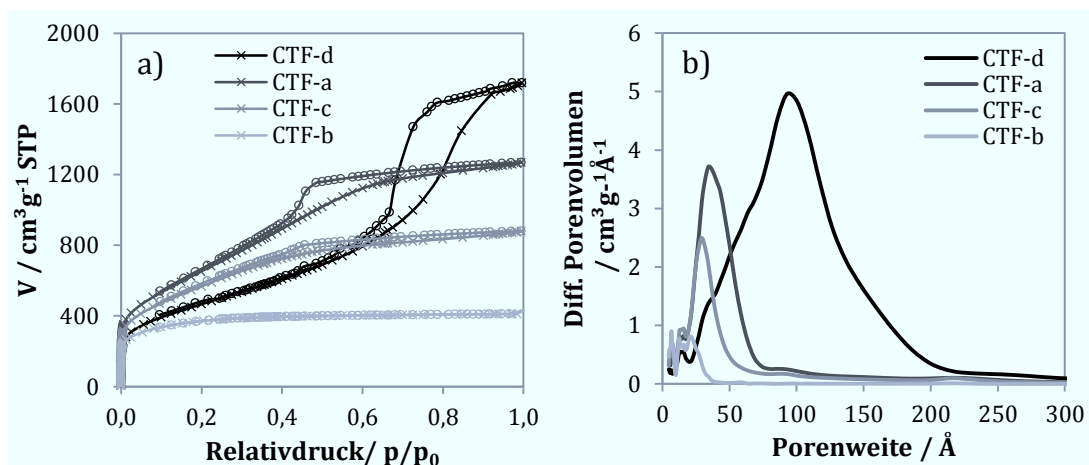 a)
CTF-d
CTF-a
CTF-c
CTF-b
2000
1600
1200
800
400
0
V / cm³g⁻¹ STP
0,0 0,2 0,4 0,6 0,8 1,0
Relativdruck/ p/p₀
b)
CTF-d
CTF-a
CTF-c
CTF-b
6
5
4
3
2
1
0
Diff. Porenvolumen
/ cm³g-¹Å-¹
0 50 100 150 200 250 300
Porenweite / Å